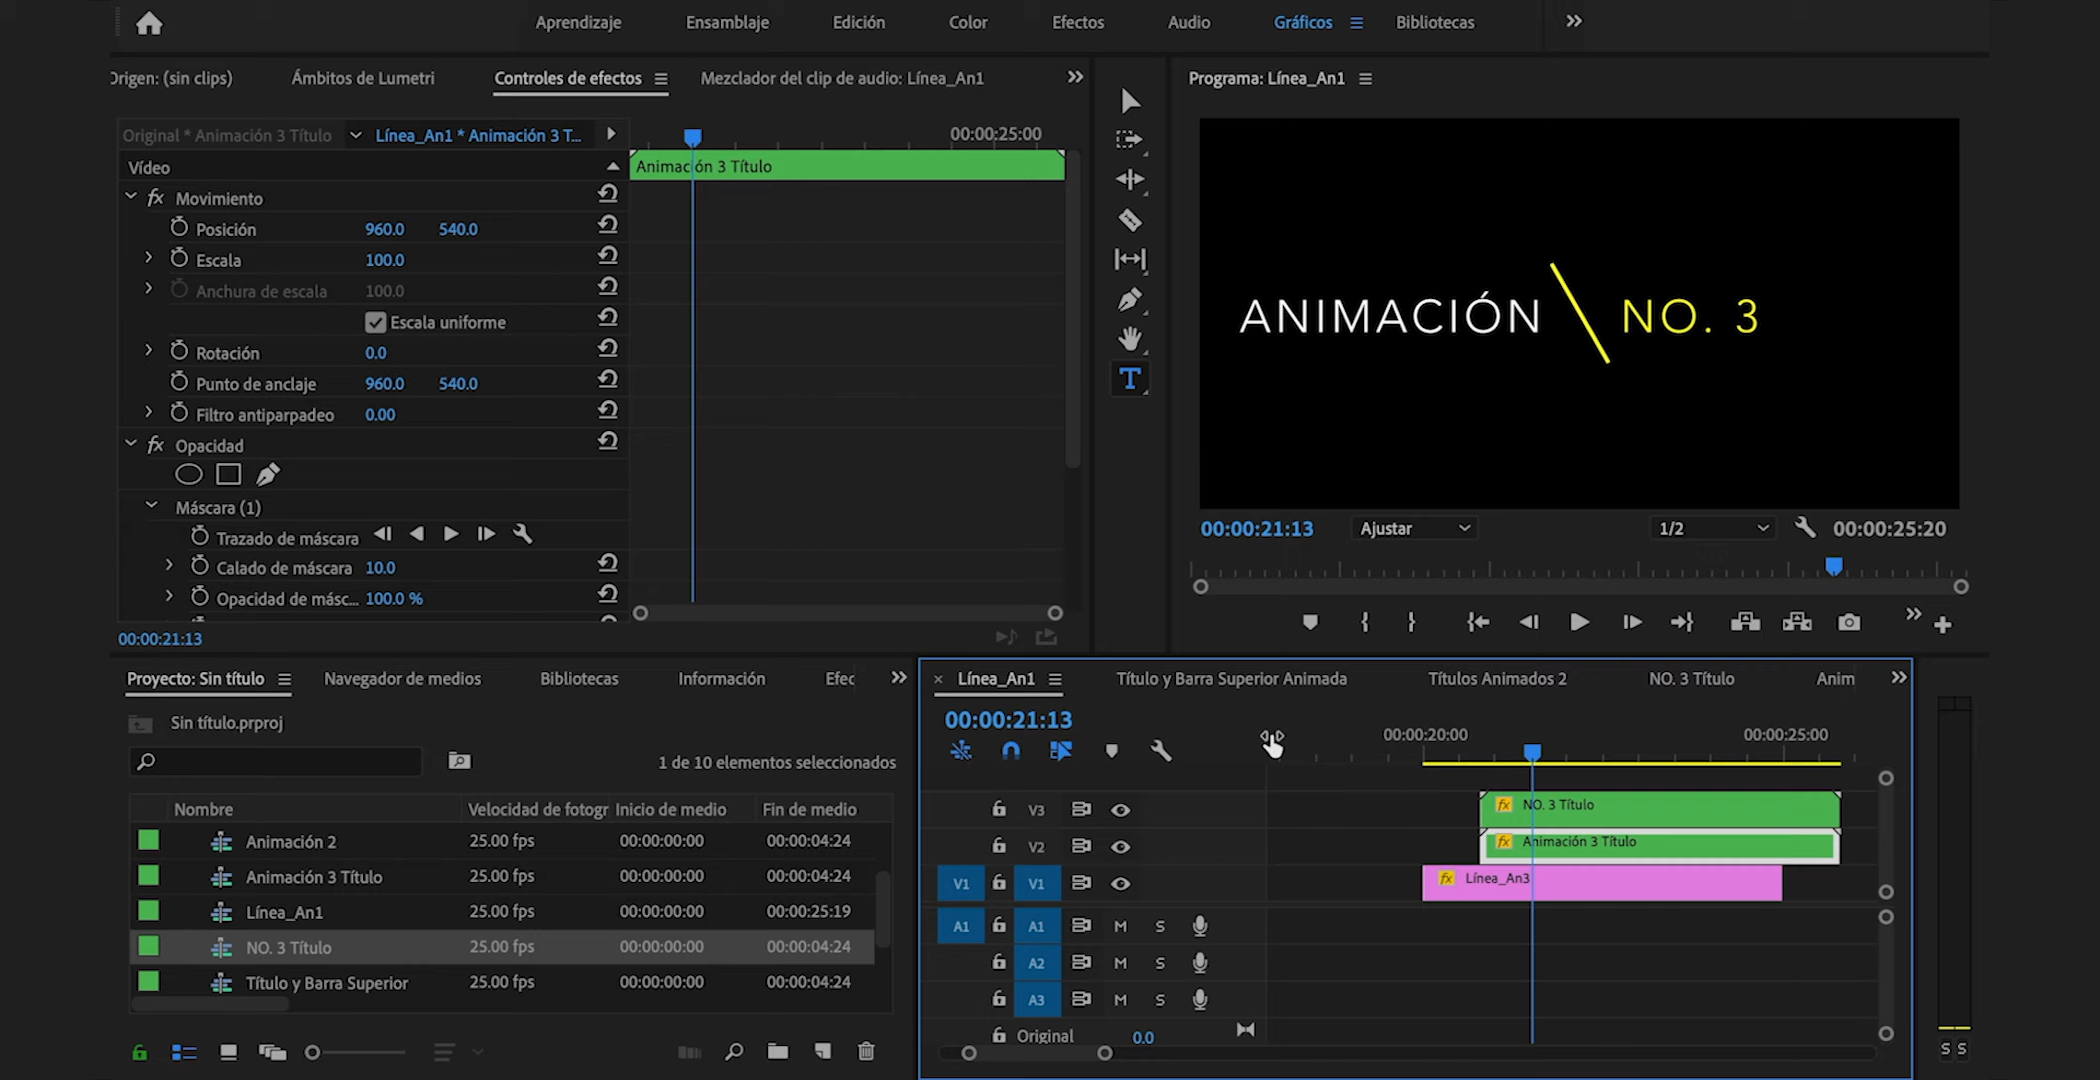 Aprendizaje Ensamblaje Edición Color Efectos Audio Gráficos Bibliotecas
Origen: (sin clips) Ámbitos de Lumetri Controles de efectos Mezclador del clip de audio: Línea_An1
Programa: Línea_An1
Original * Animación 3 Título Línea_An1 * Animación 3 T... 00:00:25:00
Vídeo
Animación 3 Título
fx Movimiento
Posición 960.0 540.0
Escala 100.0
Anchura de escala 100.0
Escala uniforme
Rotación 0.0
Punto de anclaje 960.0 540.0
Filtro antiparpadeo 0.00
fx Opacidad
Máscara (1)
Trazado de máscara
Calado de máscara 10.0
Opacidad de másc... 100.0 %
00:00:21:13
ANIMACIÓN \ NO. 3
00:00:21:13 Ajustar 1/2 00:00:25:20
Proyecto: Sin título Navegador de medios Bibliotecas Información Efec
Sin título.prproj
1 de 10 elementos seleccionados
Nombre Velocidad de fotogr Inicio de medio Fin de medio
Animación 2 25.00 fps 00:00:00:00 00:00:04:24
Animación 3 Título 25.00 fps 00:00:00:00 00:00:04:24
Línea_An1 25.00 fps 00:00:00:00 00:00:25:19
NO. 3 Título 25.00 fps 00:00:00:00 00:00:04:24
Título y Barra Superior 25.00 fps 00:00:00:00 00:00:04:24
× Línea_An1 Título y Barra Superior Animada Títulos Animados 2 NO. 3 Título Anim
00:00:21:13
00:00:20:00 00:00:25:00
V3 fx NO. 3 Título
V2 fx Animación 3 Título
V1 V1 fx Línea_An3
A1 A1 M S
A2 M S
A3 M S
Original 0.0
S S